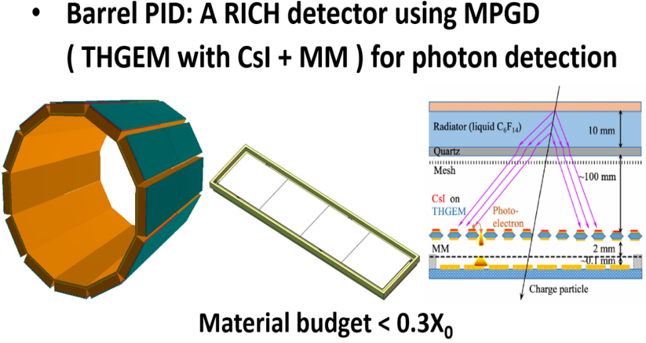 • Barrel PID: A RICH detector using MPGD
( THGEM with CsI + MM ) for photon detection
Radiator (liquid C₆F₁₄)
10 mm
Quartz
Mesh
~100 mm
CsI on
THGEM
Photo-
electron
MM
2 mm
~0.1 mm
Charge particle
Material budget < 0.3X₀